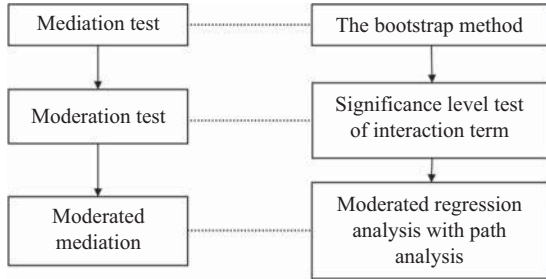 Mediation test
The bootstrap method
Moderation test
Significance level test
of interaction term
Moderated
mediation
Moderated regression
analysis with path
analysis